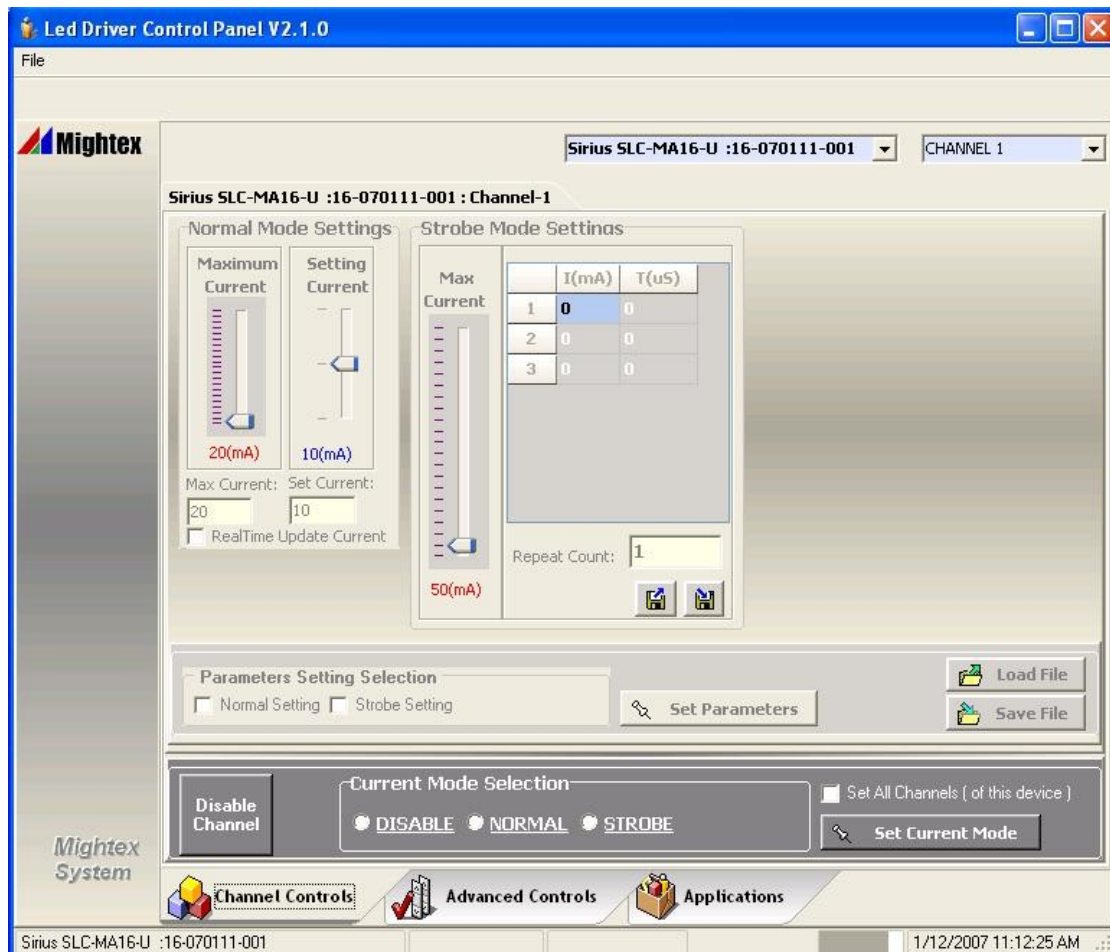 Led Driver Control Panel V2.1.0
File
Mightex
Sirius SLC-MA16-U :16-070111-001
CHANNEL 1
Sirius SLC-MA16-U :16-070111-001 : Channel-1
Normal Mode Settings
Maximum Current
Setting Current
20(mA)
10(mA)
Max Current:
Set Current:
20
10
RealTime Update Current
Strobe Mode Settings
Max Current
50(mA)
I(mA) T(uS)
1 0 0
2 0 0
3 0 0
Repeat Count: 1
Parameters Setting Selection
Normal Setting
Strobe Setting
Set Parameters
Load File
Save File
Disable Channel
Current Mode Selection
DISABLE
NORMAL
STROBE
Set All Channels ( of this device )
Set Current Mode
Mightex System
Channel Controls
Advanced Controls
Applications
Sirius SLC-MA16-U :16-070111-001
1/12/2007 11:12:25 AM